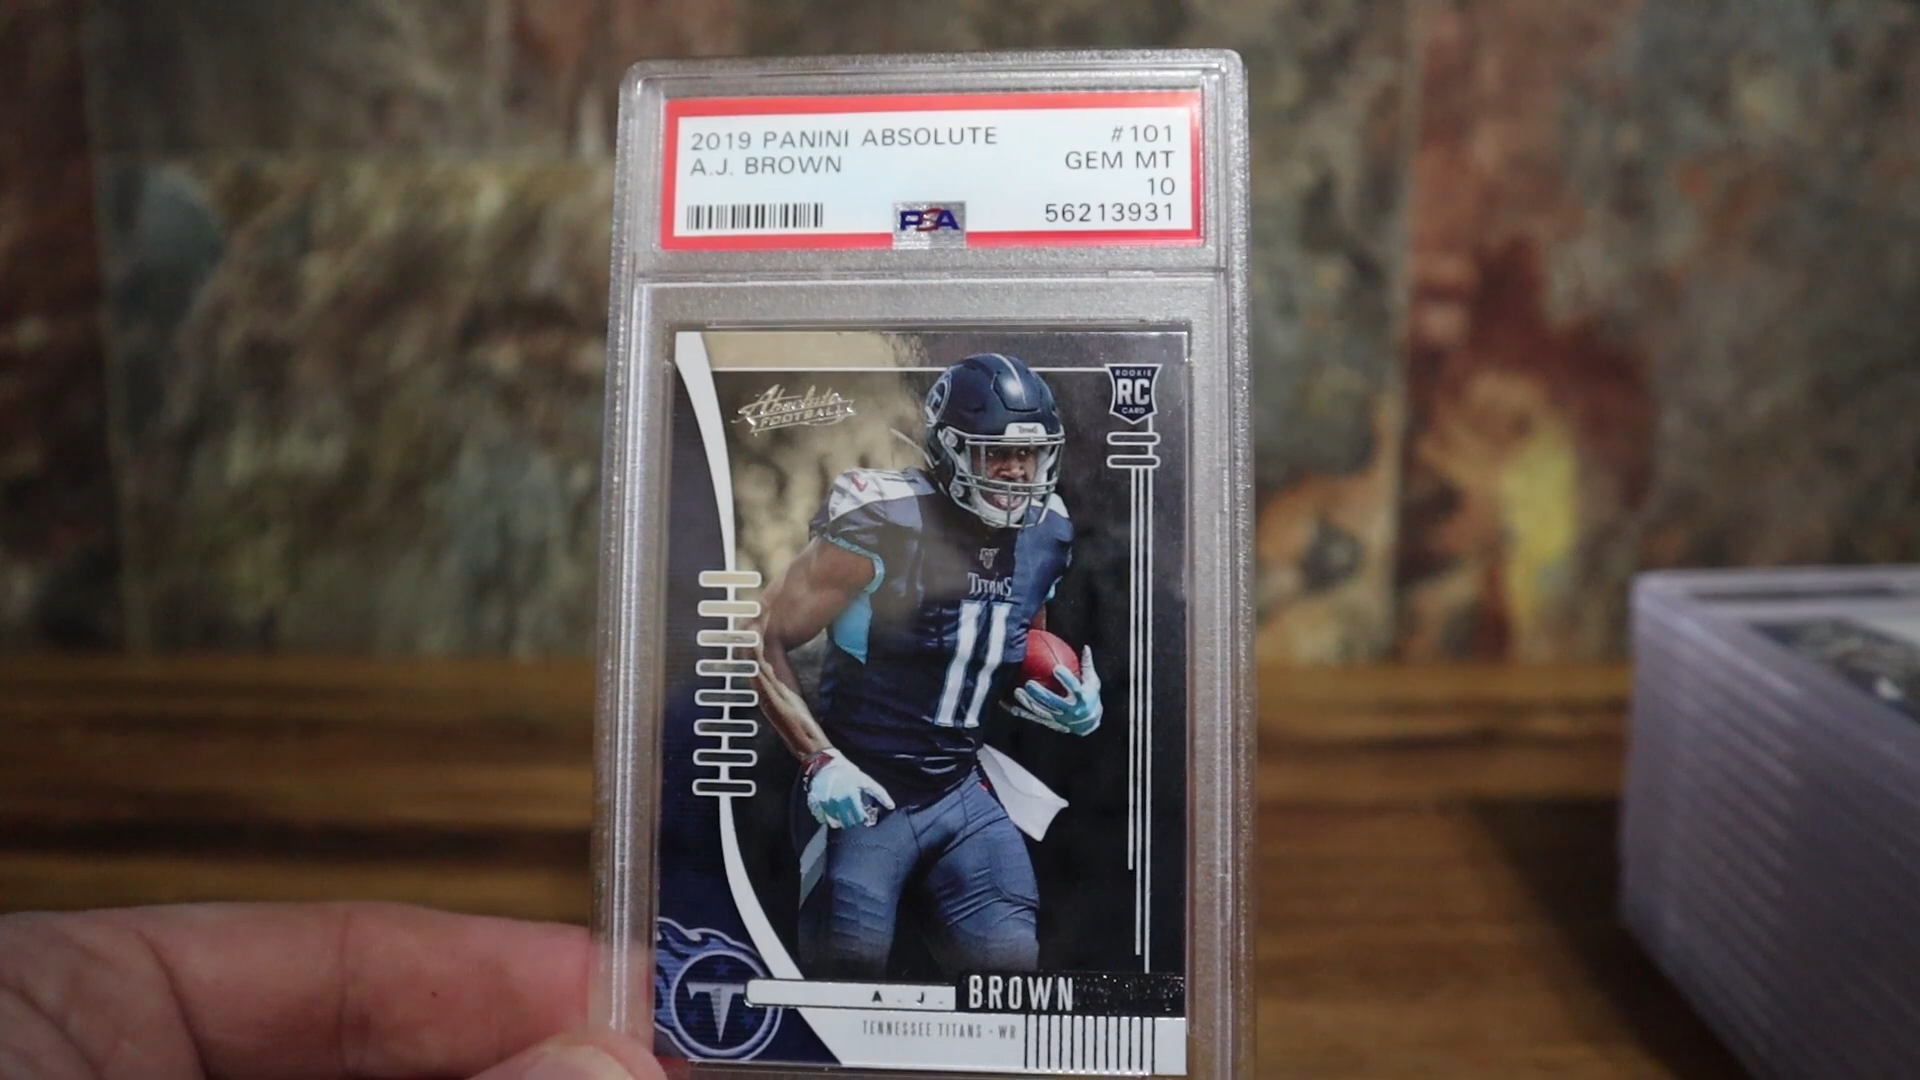 2019 PANINI ABSOLUTE #101
A.J. BROWN GEM MT
10
PSA 56213931
Absolute
FOOTBALL
ROOKIE
RC
CARD
TITANS
11
A.J. BROWN
TENNESSEE TITANS - WR